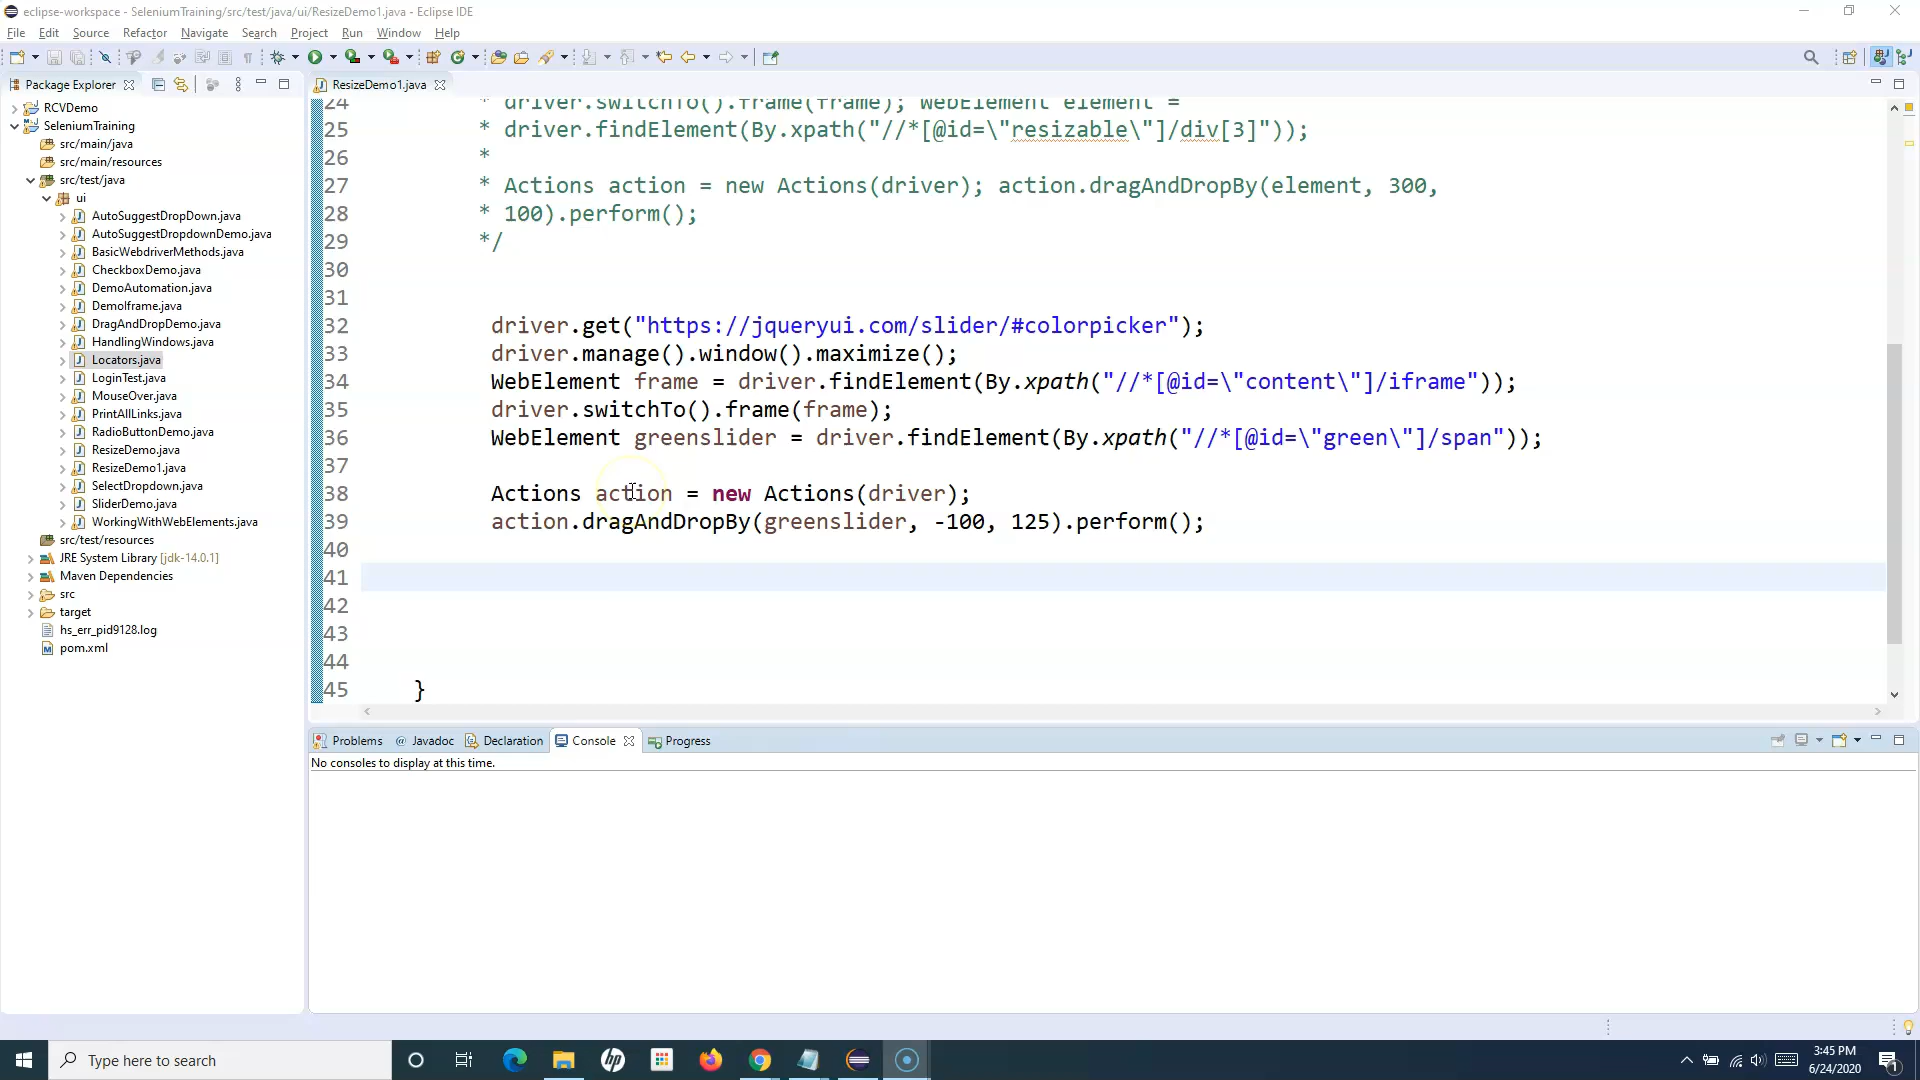 eclipse-workspace - SeleniumTraining/src/test/java/ui/ResizeDemo1.java - Eclipse IDE
File Edit Source Refactor Navigate Search Project Run Window Help
Package Explorer
ResizeDemo1.java
RCVDemo
SeleniumTraining
src/main/java
src/main/resources
src/test/java
ui
AutoSuggestDropDown.java
AutoSuggestDropdownDemo.java
BasicWebdriverMethods.java
CheckboxDemo.java
DemoAutomation.java
DemoIframe.java
DragAndDropDemo.java
HandlingWindows.java
Locators.java
LoginTest.java
MouseOver.java
PrintAllLinks.java
RadioButtonDemo.java
ResizeDemo.java
ResizeDemo1.java
SelectDropdown.java
SliderDemo.java
WorkingWithWebElements.java
src/test/resources
JRE System Library [jdk-14.0.1]
Maven Dependencies
src
target
hs_err_pid9128.log
pom.xml
24 * driver.switchTo().frame(frame); WebElement element =
25 * driver.findElement(By.xpath("//*[@id=\"resizable\"]/div[3]"));
26 *
27 * Actions action = new Actions(driver); action.dragAndDropBy(element, 300,
28 * 100).perform();
29 */
30
31
32 driver.get("https://jqueryui.com/slider/#colorpicker");
33 driver.manage().window().maximize();
34 WebElement frame = driver.findElement(By.xpath("//*[@id=\"content\"]/iframe"));
35 driver.switchTo().frame(frame);
36 WebElement greenslider = driver.findElement(By.xpath("//*[@id=\"green\"]/span"));
37
38 Actions action = new Actions(driver);
39 action.dragAndDropBy(greenslider, -100, 125).perform();
40
41
42
43
44
45 }
Problems @ Javadoc Declaration Console Progress
No consoles to display at this time.
Type here to search
hp
3:45 PM
6/24/2020
1